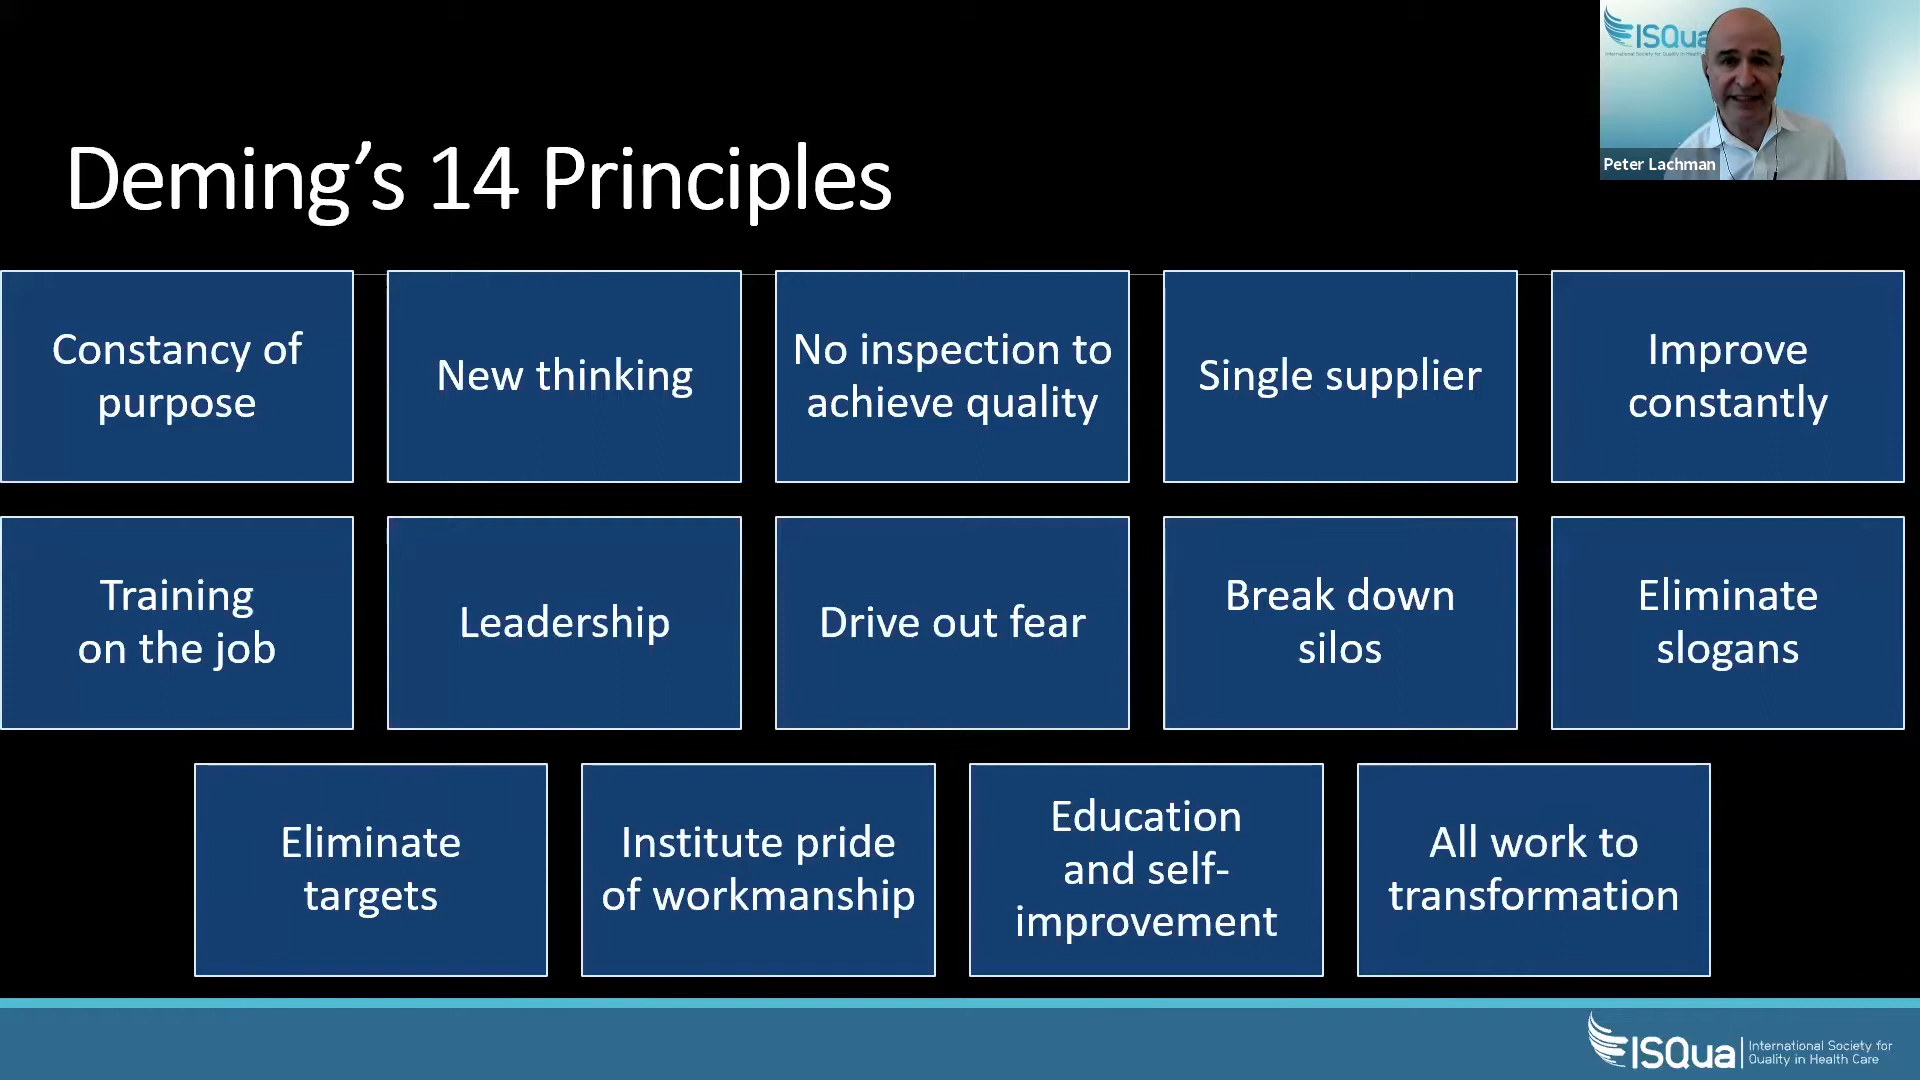 ISQua
Peter Lachman
Deming's 14 Principles
Constancy of
purpose
New thinking
No inspection to
achieve quality
Single supplier
Improve
constantly
Training
on the job
Leadership
Drive out fear
Break down
silos
Eliminate
slogans
Eliminate
targets
Institute pride
of workmanship
Education
and self-
improvement
All work to
transformation
ISQua
International Society for
Quality in Health Care